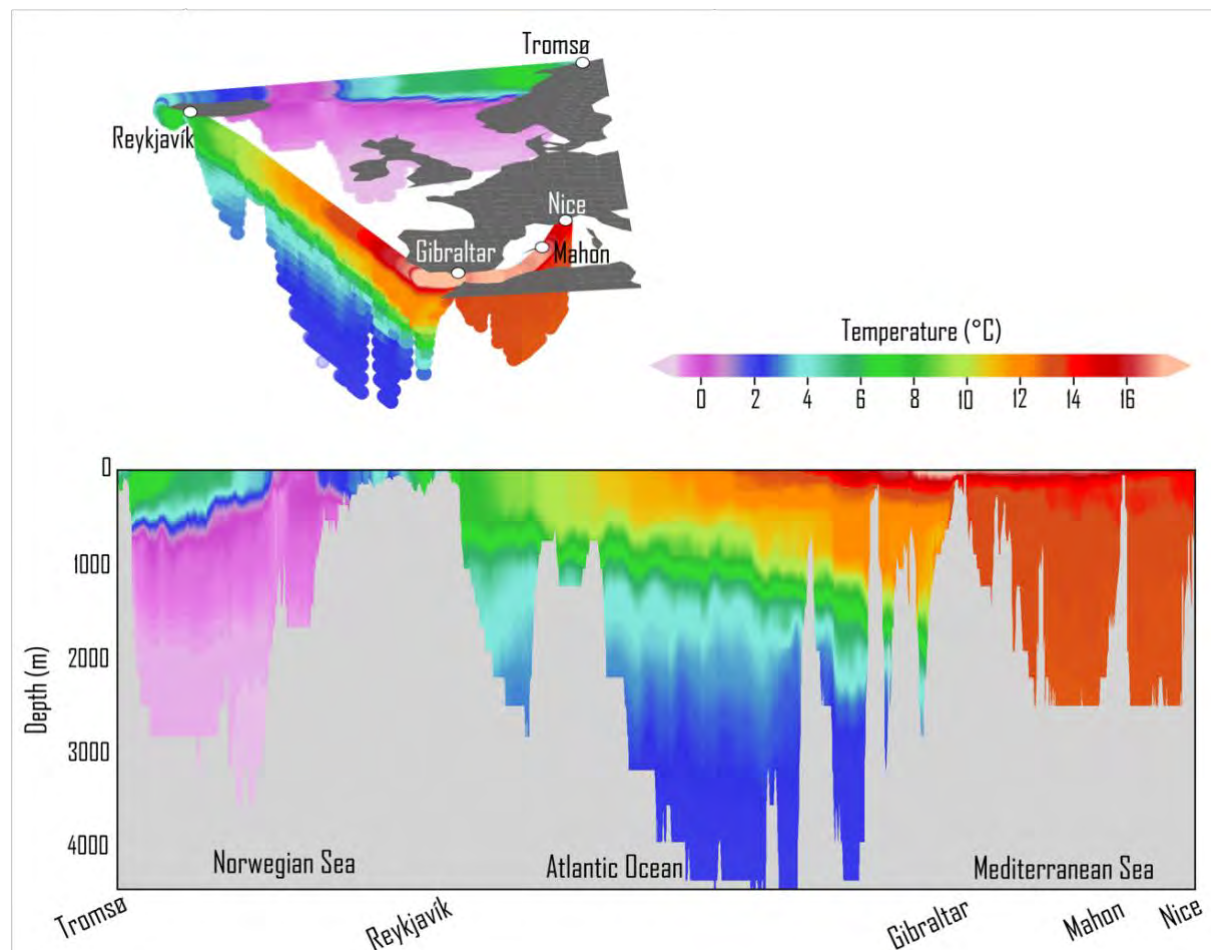 Tromsø
Reykjavík
Nice
Gibraltar
Mahon
Temperature (°C)
0 2 4 6 8 10 12 14 16
0
1000
2000
3000
4000
Depth (m)
Norwegian Sea
Atlantic Ocean
Mediterranean Sea
Tromsø
Reykjavík
Gibraltar
Mahon
Nice